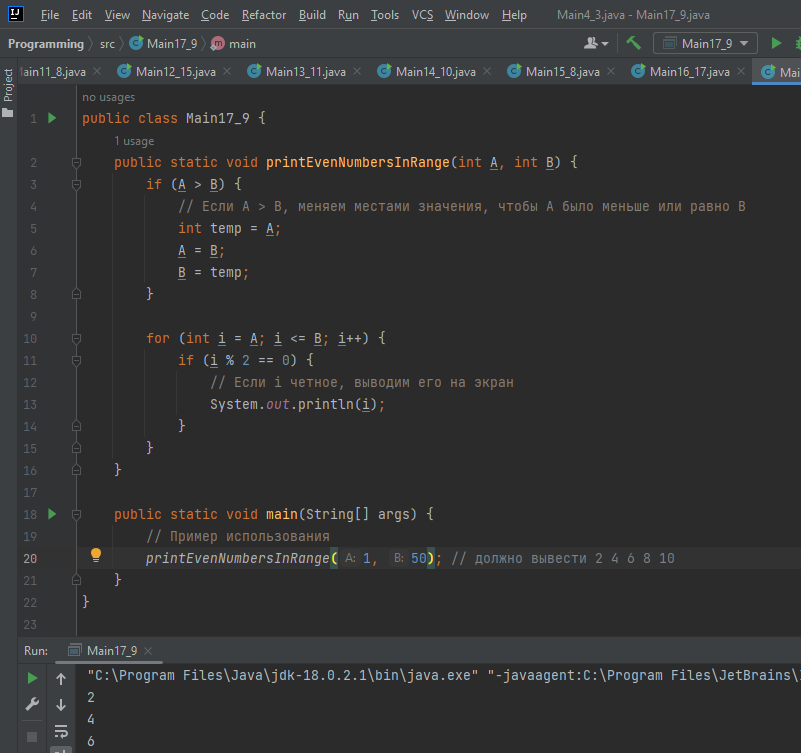 File Edit View Navigate Code Refactor Build Run Tools VCS Window Help Main4_3.java - Main17_9.java
Programming src Main17_9 main Main17_9
ain11_8.java Main12_15.java Main13_11.java Main14_10.java Main15_8.java Main16_17.java Mai
Project
no usages
1 public class Main17_9 {
1 usage
2 public static void printEvenNumbersInRange(int A, int B) {
3 if (A > B) {
4 // Если A > B, меняем местами значения, чтобы A было меньше или равно B
5 int temp = A;
6 A = B;
7 B = temp;
8 }
9
10 for (int i = A; i <= B; i++) {
11 if (i % 2 == 0) {
12 // Если i четное, выводим его на экран
13 System.out.println(i);
14 }
15 }
16 }
17
18 public static void main(String[] args) {
19 // Пример использования
20 printEvenNumbersInRange( A: 1, B: 50); // должно вывести 2 4 6 8 10
21 }
22 }
23
Run: Main17_9
"C:\Program Files\Java\jdk-18.0.2.1\bin\java.exe" "-javaagent:C:\Program Files\JetBrains\
2
4
6